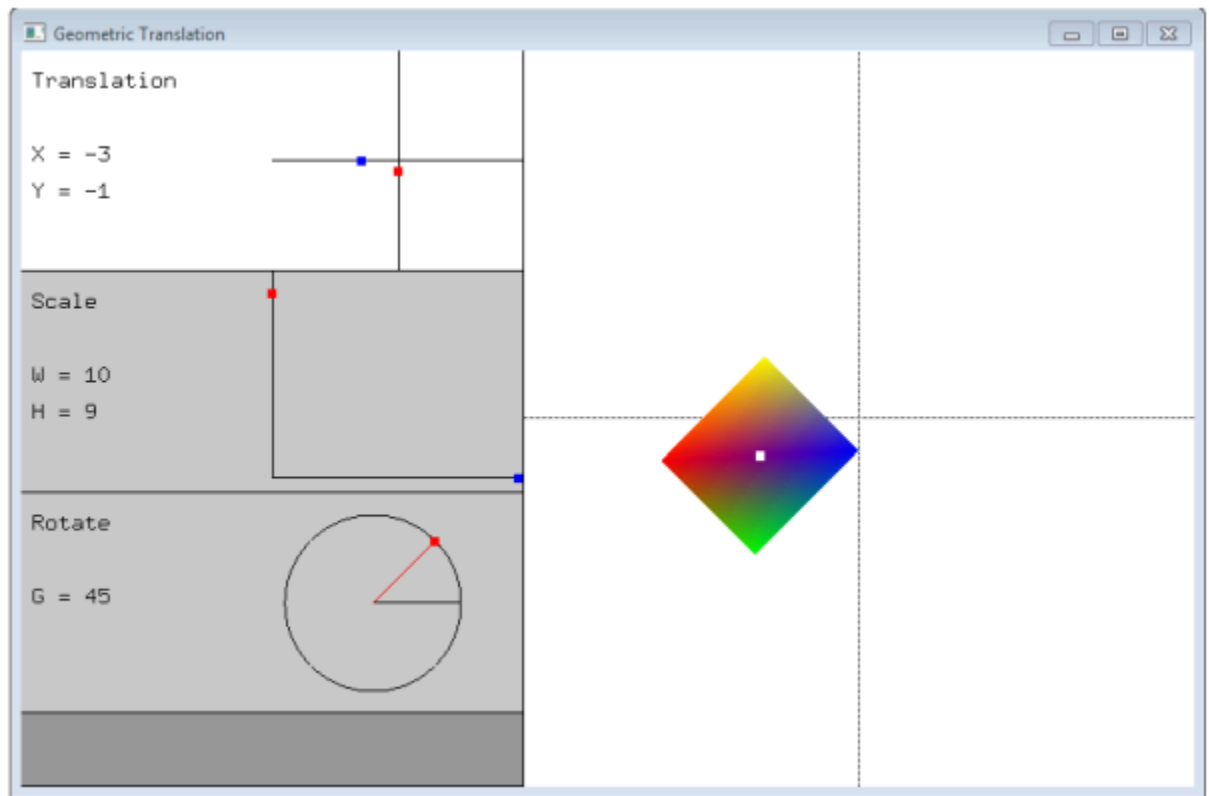 Geometric Translation
Translation
X = -3
Y = -1
Scale
W = 10
H = 9
Rotate
G = 45